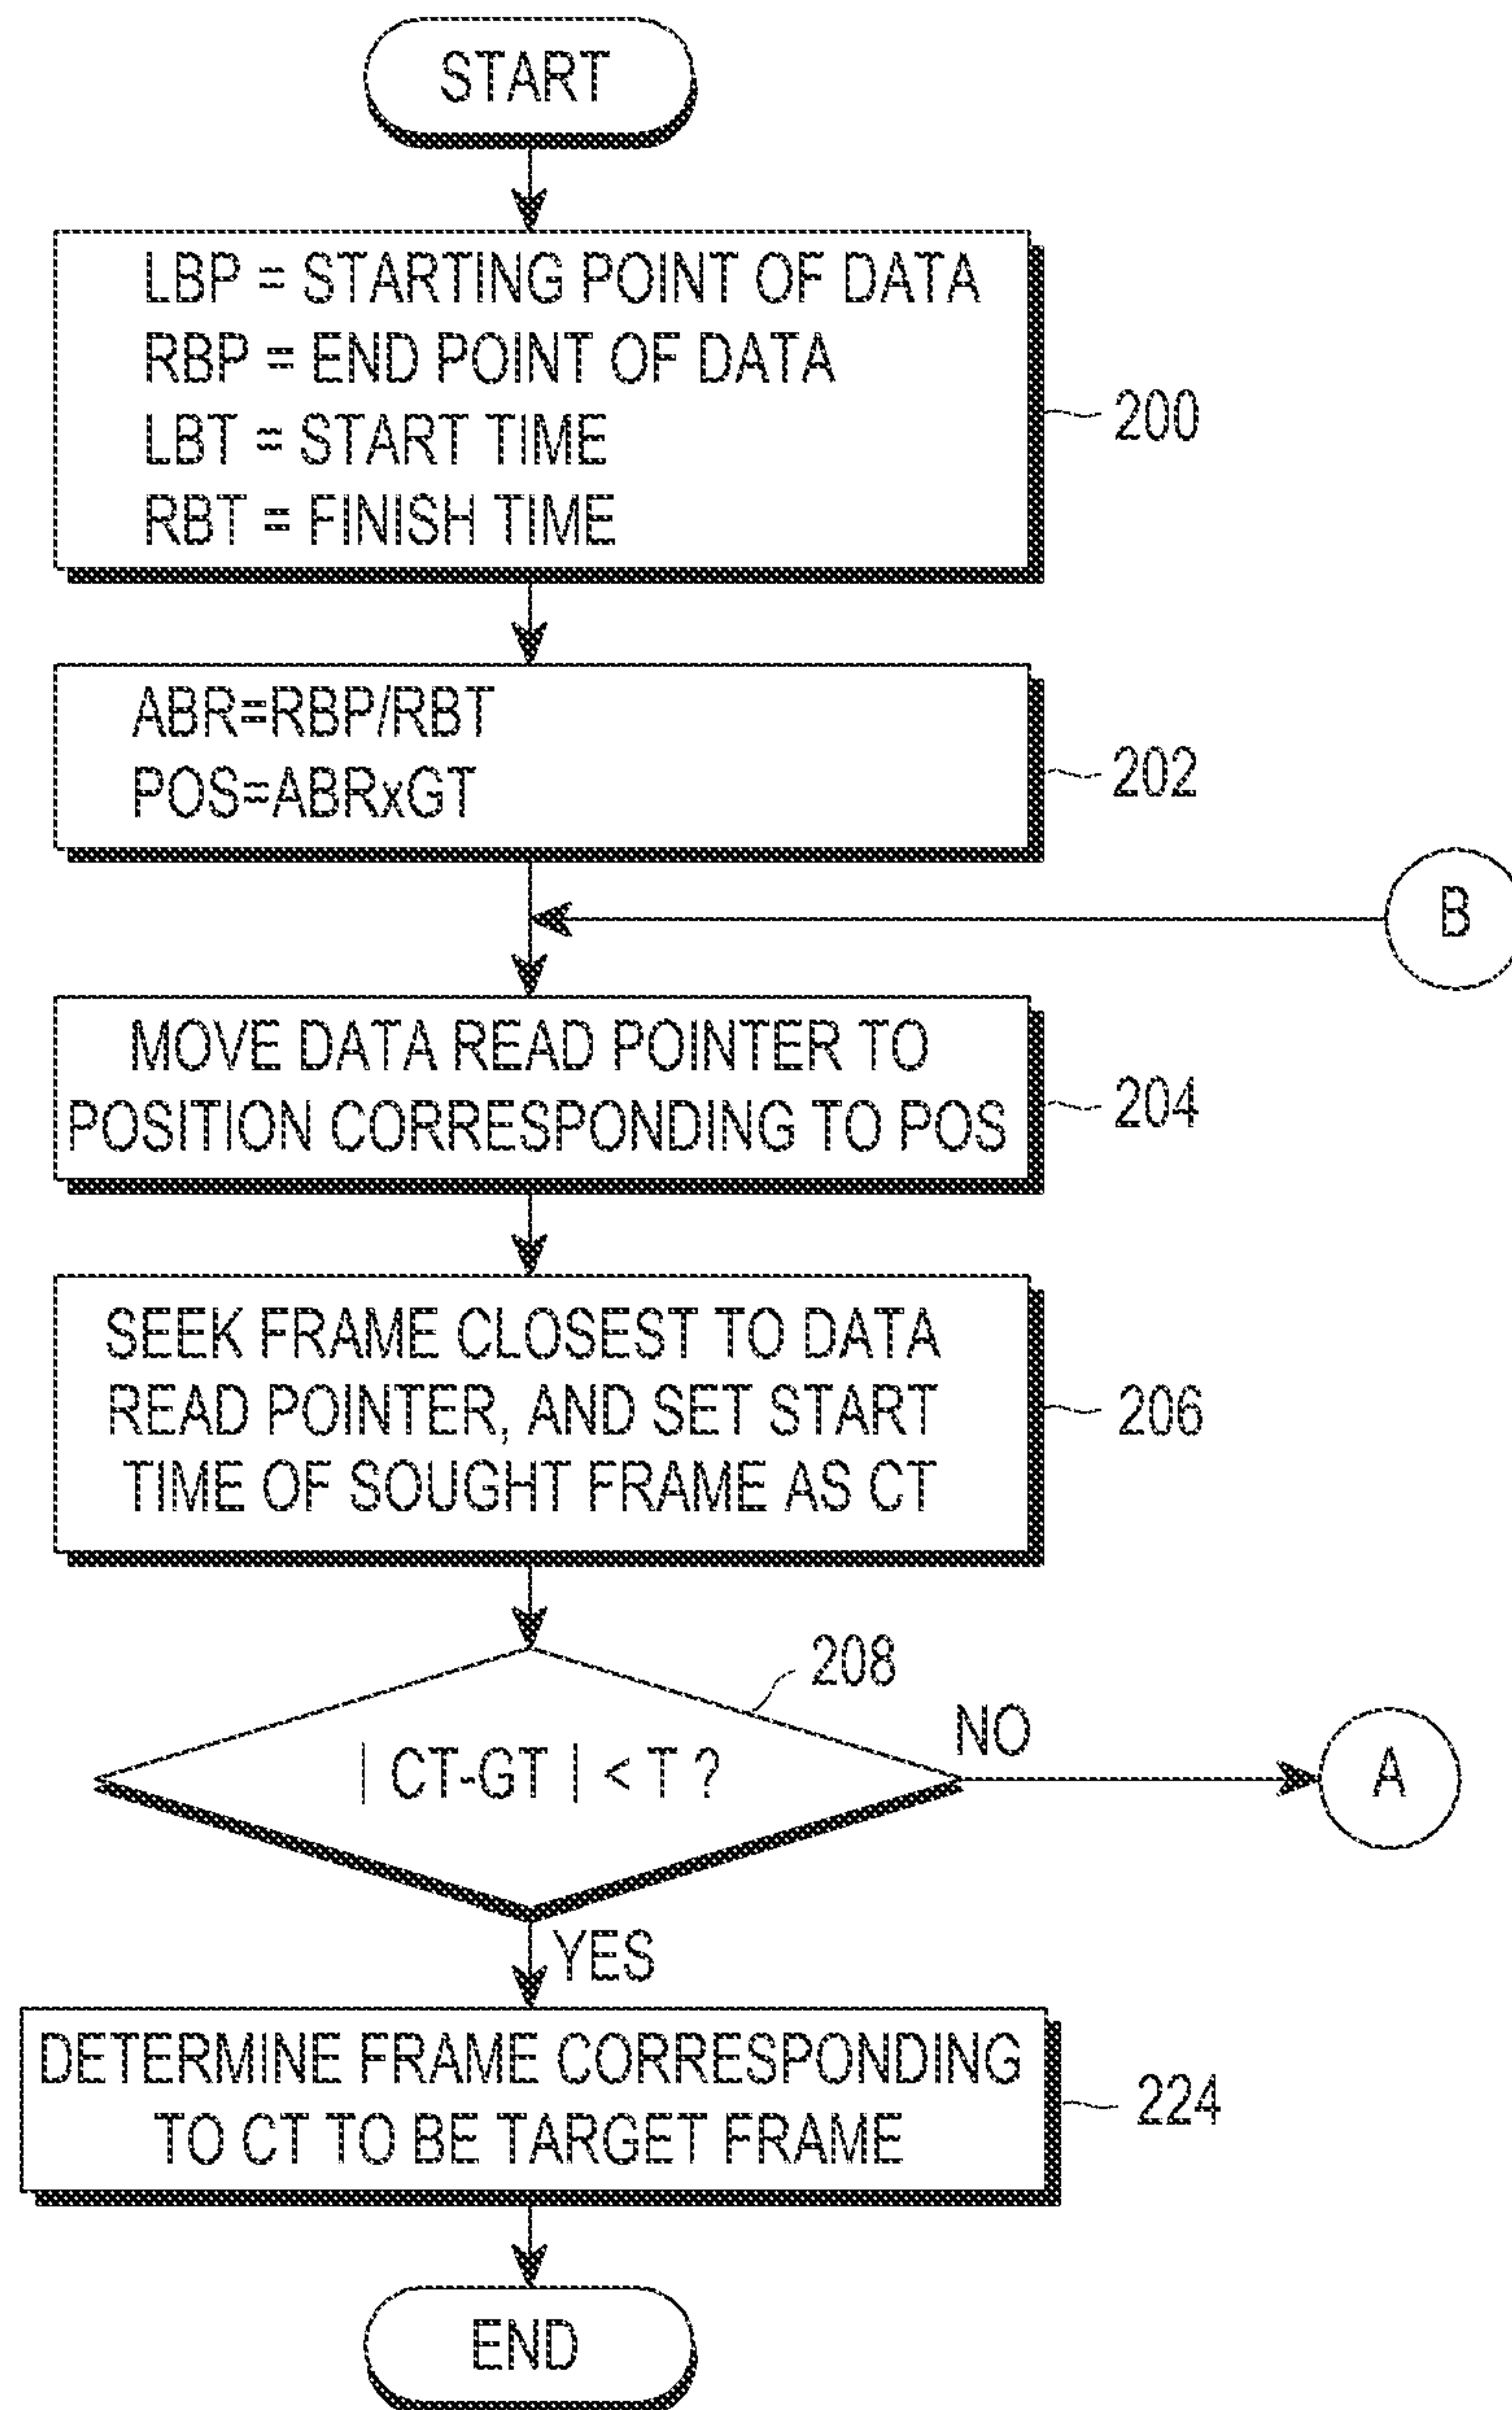 START
LBP = STARTING POINT OF DATA
RBP = END POINT OF DATA
LBT = START TIME
RBT = FINISH TIME
200
ABR=RBP/RBT
POS=ABRxGT
202
B
MOVE DATA READ POINTER TO
POSITION CORRESPONDING TO POS
204
SEEK FRAME CLOSEST TO DATA
READ POINTER, AND SET START
TIME OF SOUGHT FRAME AS CT
206
208
| CT-GT | < T ?
NO
A
YES
DETERMINE FRAME CORRESPONDING
TO CT TO BE TARGET FRAME
224
END